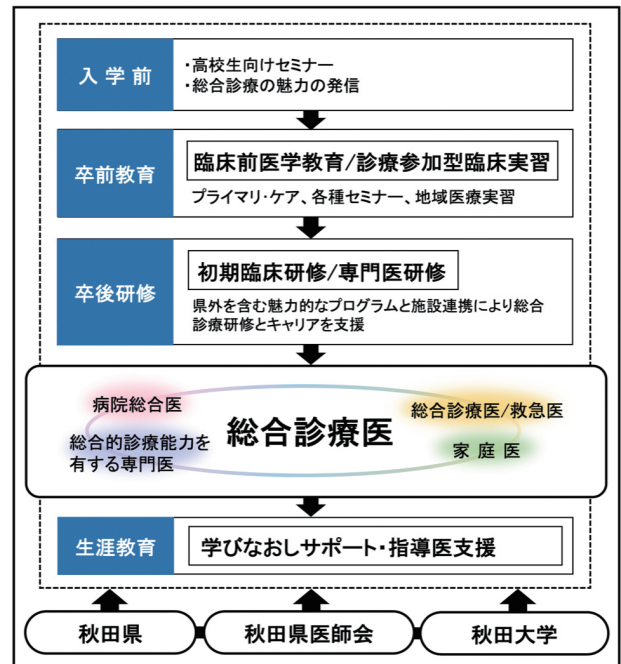 入学前
・高校生向けセミナー
・総合診療の魅力の発信
卒前教育
臨床前医学教育/診療参加型臨床実習
プライマリ・ケア、各種セミナー、地域医療実習
卒後研修
初期臨床研修/専門医研修
県外を含む魅力的なプログラムと施設連携により総合
診療研修とキャリアを支援
病院総合医
総合的診療能力を
有する専門医
総合診療医
総合診療医/救急医
家庭医
生涯教育
学びなおしサポート・指導医支援
秋田県
秋田県医師会
秋田大学